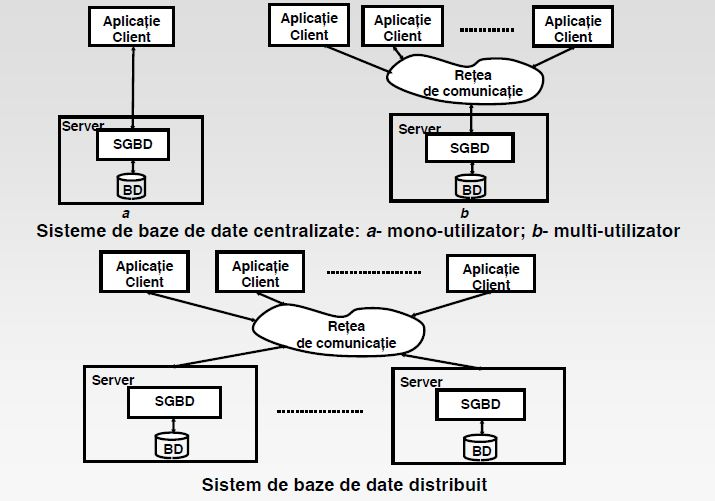 Aplicație
Client
Server
SGBD
BD
a
Aplicație
Client
Aplicație
Client
Aplicație
Client
Rețea
de comunicație
Server
SGBD
BD
b
Sisteme de baze de date centralizate: a- mono-utilizator; b- multi-utilizator
Aplicație
Client
Aplicație
Client
Aplicație
Client
Rețea
de comunicație
Server
SGBD
BD
Server
SGBD
BD
Sistem de baze de date distribuit